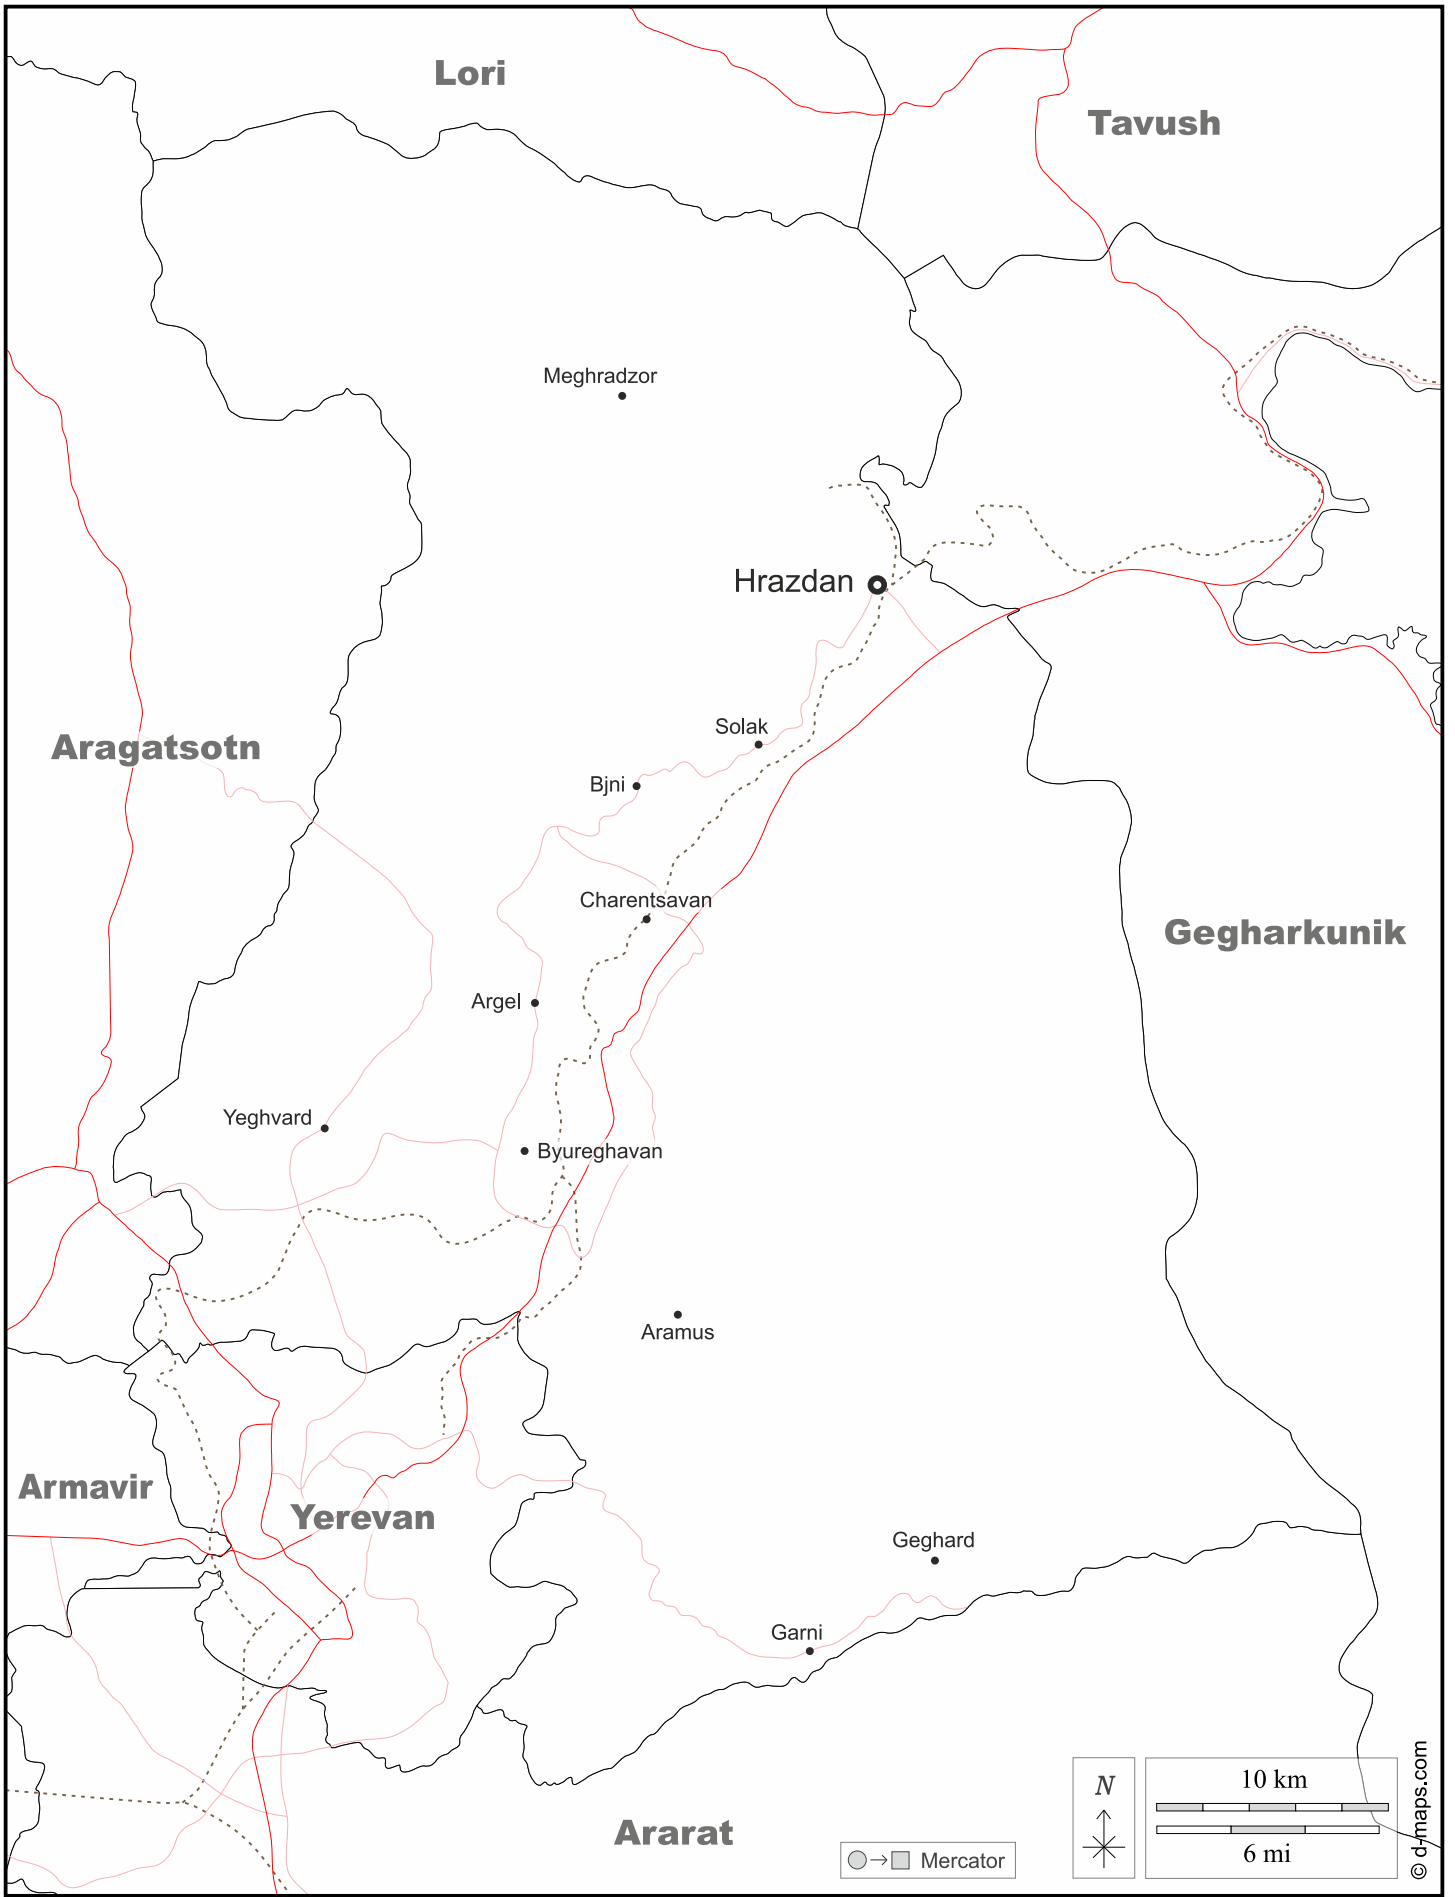 Lori
Tavush
Meghradzor
Hrazdan
Solak
Aragatsotn
Bjni
Charentsavan
Gegharkunik
Argel
Yeghvard
Byureghavan
Aramus
Armavir
Yerevan
Geghard
Garni
Ararat
N
10 km
6 mi
Mercator
© d-maps.com